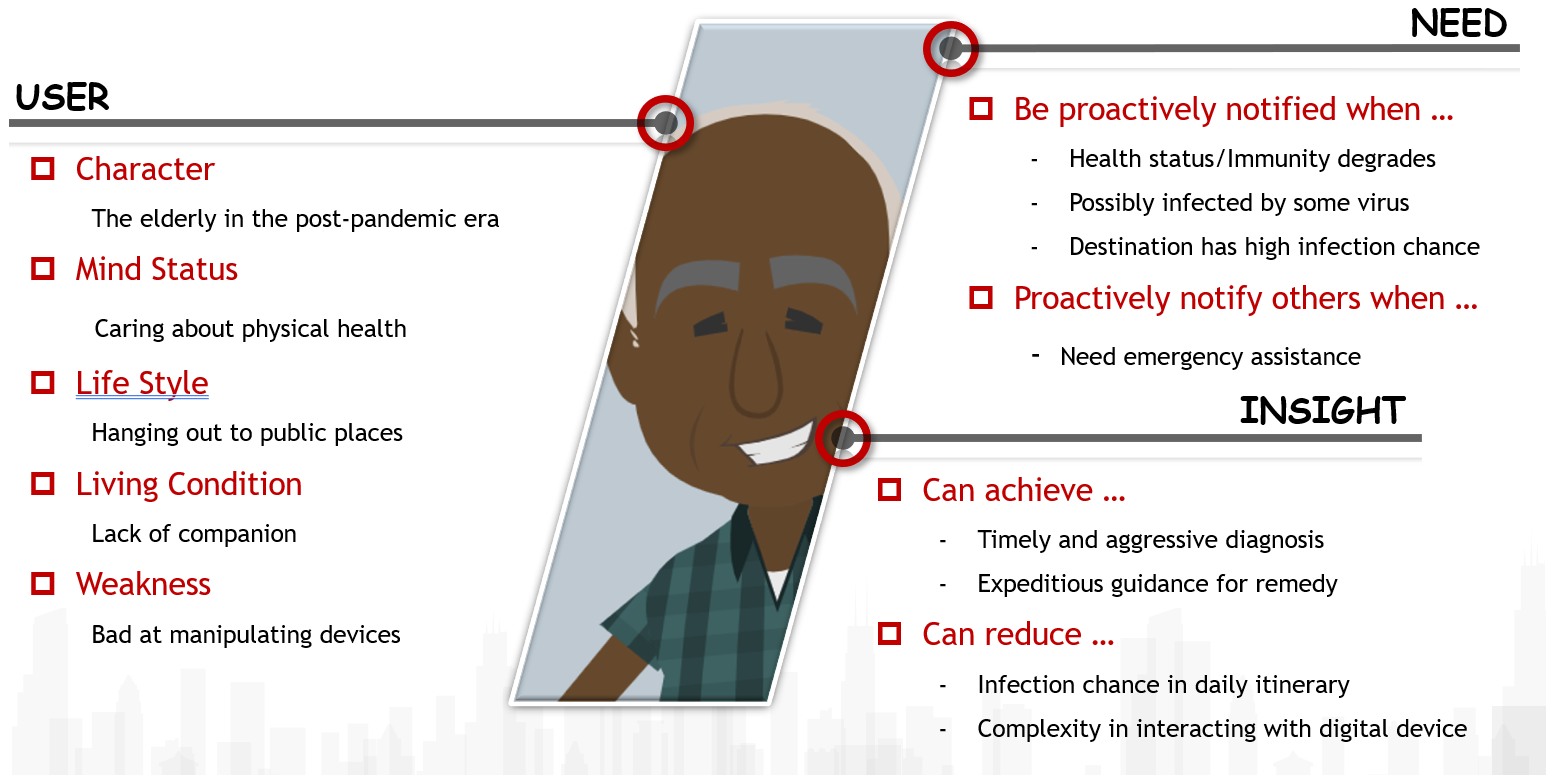 USER
Character
The elderly in the post-pandemic era
Mind Status
Caring about physical health
Life Style
Hanging out to public places
Living Condition
Lack of companion
Weakness
Bad at manipulating devices
NEED
Be proactively notified when …
- Health status/Immunity degrades
- Possibly infected by some virus
- Destination has high infection chance
Proactively notify others when …
- Need emergency assistance
INSIGHT
Can achieve …
- Timely and aggressive diagnosis
- Expeditious guidance for remedy
Can reduce …
- Infection chance in daily itinerary
- Complexity in interacting with digital device